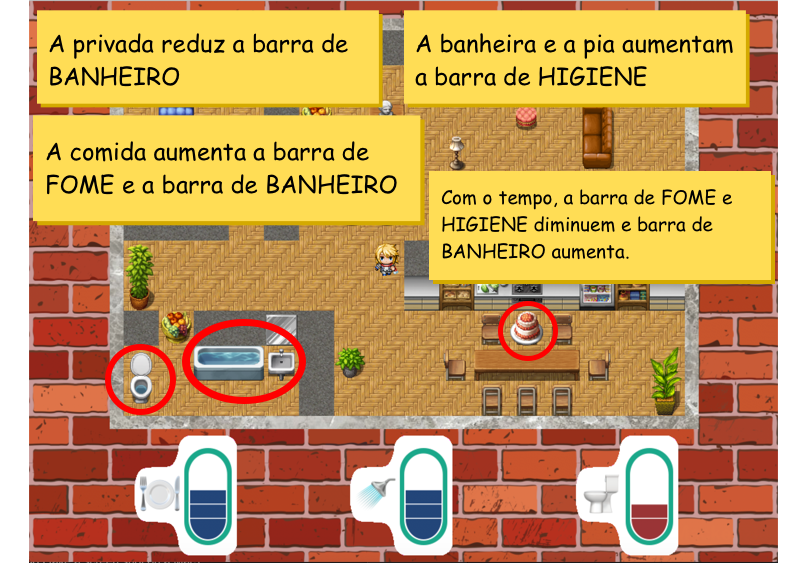 A privada reduz a barra de
BANHEIRO
A banheira e a pia aumentam
a barra de HIGIENE
A comida aumenta a barra de
FOME e a barra de BANHEIRO
Com o tempo, a barra de FOME e
HIGIENE diminuem e barra de
BANHEIRO aumenta.